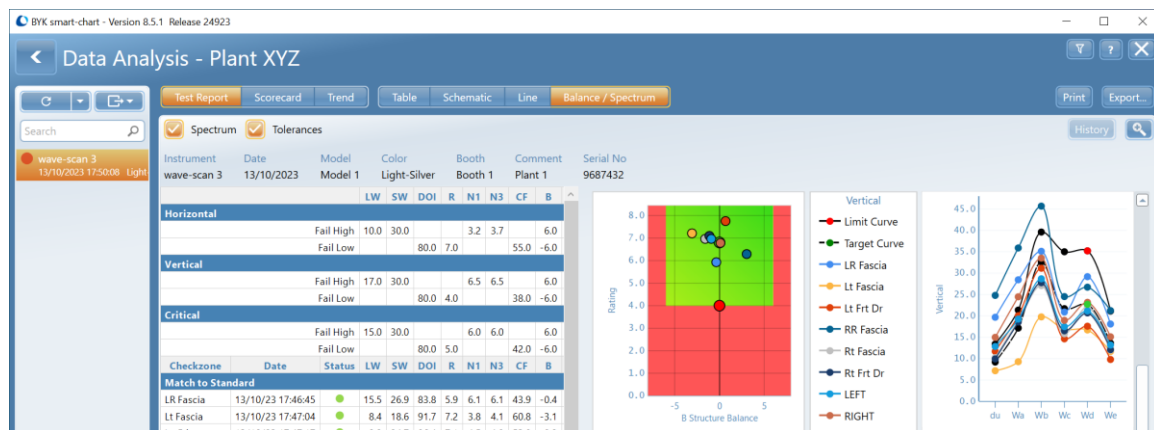 BYK smart-chart - Version 8.5.1 Release 24923
Data Analysis - Plant XYZ
?
Test Report Scorecard Trend Table Schematic Line Balance / Spectrum Print Export...
Search
Spectrum Tolerances History
wave-scan 3
13/10/2023 17:50:08 Light
Instrument Date Model Color Booth Comment Serial No
wave-scan 3 13/10/2023 Model 1 Light-Silver Booth 1 Plant 1 9687432
LW SW DOI R N1 N3 CF B
Horizontal
Fail High 10.0 30.0 3.2 3.7 6.0
Fail Low 80.0 7.0 55.0 -6.0
Vertical
Fail High 17.0 30.0 6.5 6.5 6.0
Fail Low 80.0 4.0 38.0 -6.0
Critical
Fail High 15.0 30.0 6.0 6.0 6.0
Fail Low 80.0 5.0 42.0 -6.0
Checkzone Date Status LW SW DOI R N1 N3 CF B
Match to Standard
LR Fascia 13/10/23 17:46:45 15.5 26.9 83.8 5.9 6.1 6.1 43.9 -0.4
Lt Fascia 13/10/23 17:47:04 8.4 18.6 91.7 7.2 3.8 4.1 60.8 -3.1
Rating
8.0
7.0
6.0
5.0
4.0
3.0
2.0
1.0
0.0
-5 0 5
B Structure Balance
Vertical
Limit Curve
Target Curve
LR Fascia
Lt Fascia
Lt Frt Dr
RR Fascia
Rt Fascia
Rt Frt Dr
LEFT
RIGHT
Vertical
45.0
40.0
35.0
30.0
25.0
20.0
15.0
10.0
5.0
0.0
du Wa Wb Wc Wd We